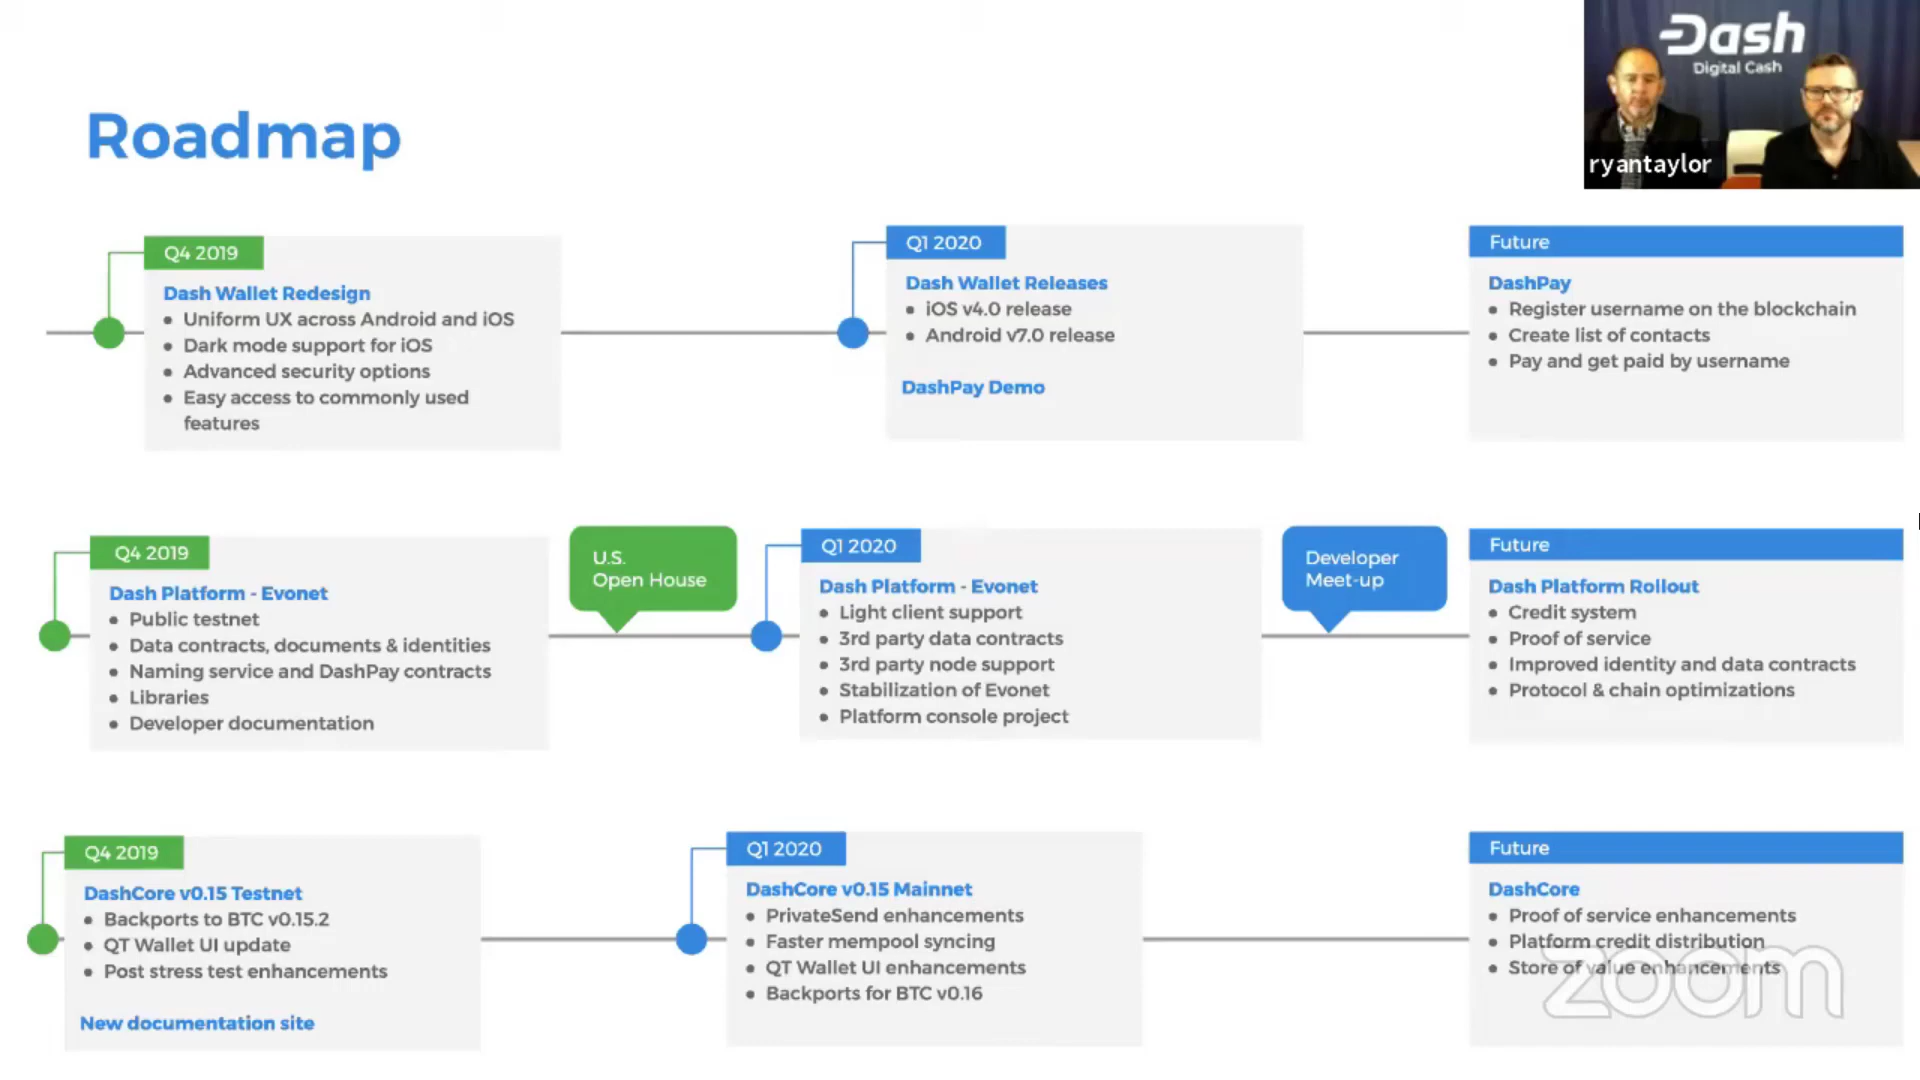 Dash
Digital Cash
ryantaylor
Roadmap
Q4 2019
Dash Wallet Redesign
• Uniform UX across Android and iOS
• Dark mode support for iOS
• Advanced security options
• Easy access to commonly used
features
Q1 2020
Dash Wallet Releases
• iOS v4.0 release
• Android v7.0 release
DashPay Demo
Future
DashPay
• Register username on the blockchain
• Create list of contacts
• Pay and get paid by username
Q4 2019
Dash Platform - Evonet
• Public testnet
• Data contracts, documents & identities
• Naming service and DashPay contracts
• Libraries
• Developer documentation
U.S.
Open House
Q1 2020
Dash Platform - Evonet
• Light client support
• 3rd party data contracts
• 3rd party node support
• Stabilization of Evonet
• Platform console project
Developer
Meet-up
Future
Dash Platform Rollout
• Credit system
• Proof of service
• Improved identity and data contracts
• Protocol & chain optimizations
Q4 2019
DashCore v0.15 Testnet
• Backports to BTC v0.15.2
• QT Wallet UI update
• Post stress test enhancements
New documentation site
Q1 2020
DashCore v0.15 Mainnet
• PrivateSend enhancements
• Faster mempool syncing
• QT Wallet UI enhancements
• Backports for BTC v0.16
Future
DashCore
• Proof of service enhancements
• Platform credit distribution
• Store of value enhancements
zoom